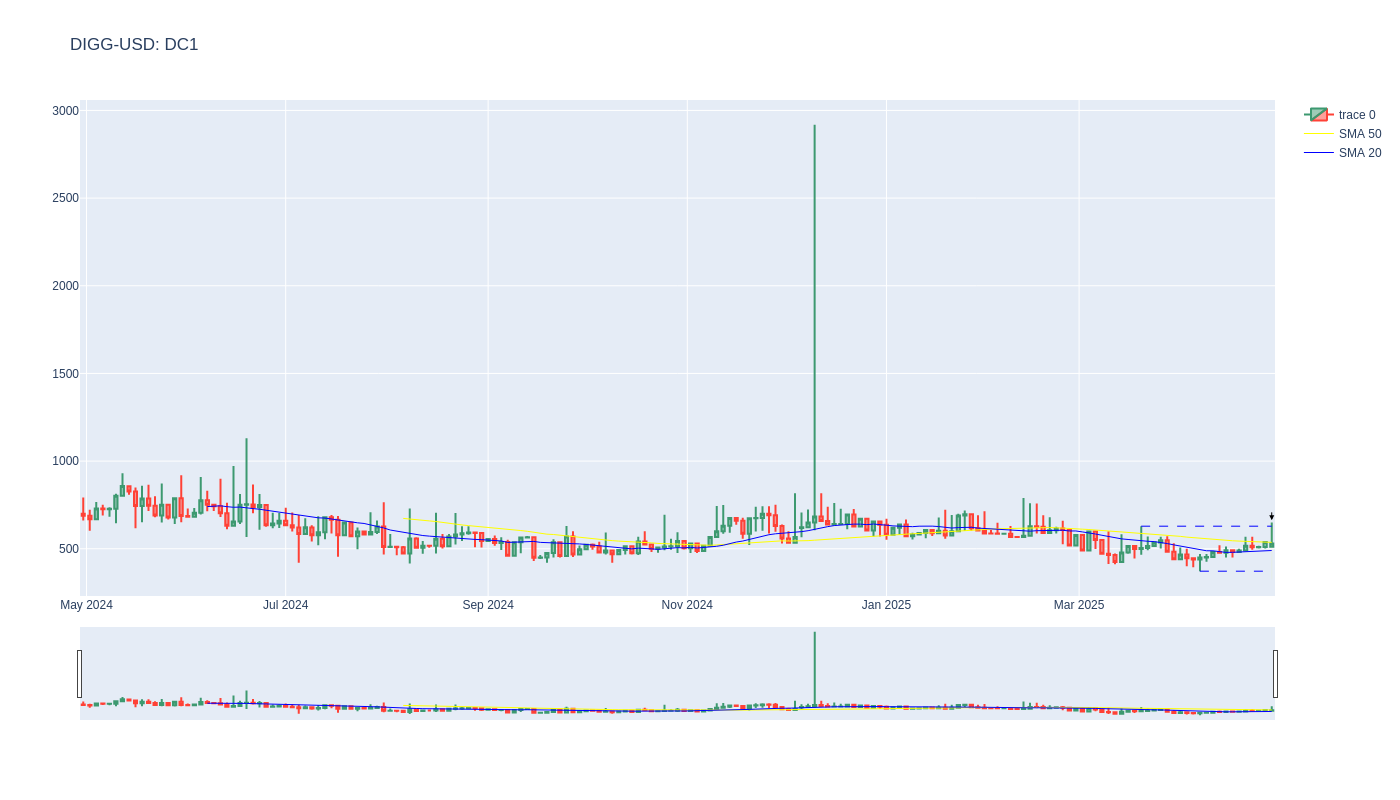 DIGG-USD: DC1
3000
2500
2000
1500
1000
500
May 2024
Jul 2024
Sep 2024
Nov 2024
Jan 2025
Mar 2025
trace 0
SMA 50
SMA 20